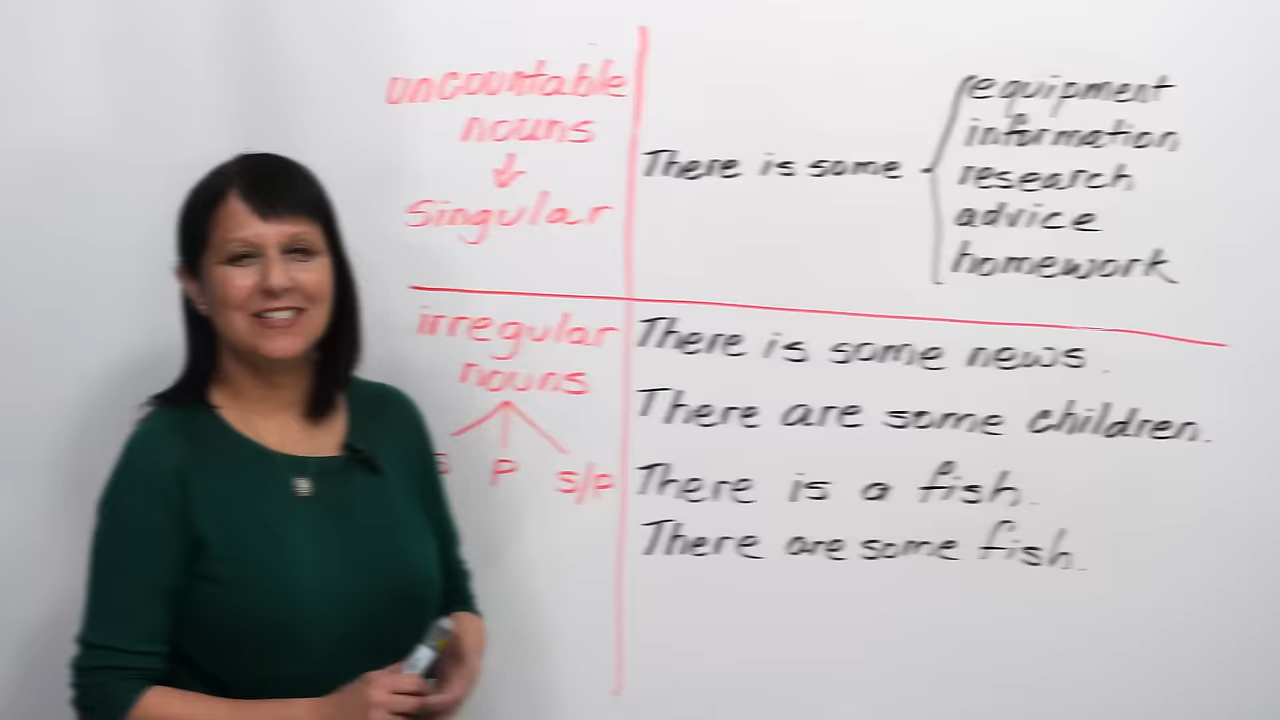 uncountable
nouns
↓
singular
There is some
equipment
information
research
advice
homework
irregular
nouns
S P S/P
There is some news.
There are some children.
There is a fish.
There are some fish.